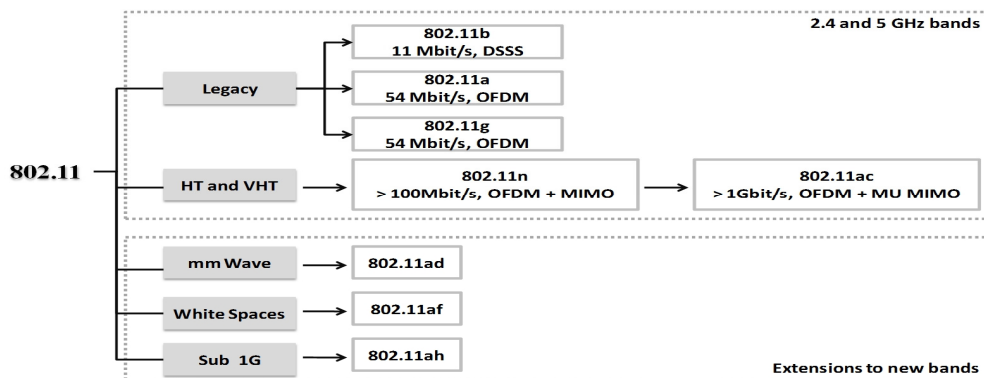 2.4 and 5 GHz bands
802.11b
11 Mbit/s, DSSS
Legacy
802.11a
54 Mbit/s, OFDM
802.11g
54 Mbit/s, OFDM
802.11
HT and VHT
802.11n
> 100Mbit/s, OFDM + MIMO
802.11ac
> 1Gbit/s, OFDM + MU MIMO
mm Wave
802.11ad
White Spaces
802.11af
Sub 1G
802.11ah
Extensions to new bands